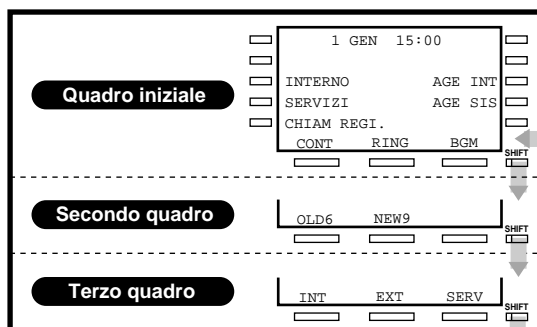 1 GEN 15:00
Quadro iniziale
INTERNO AGE INT
SERVIZI AGE SIS
CHIAM REGI.
CONT RING BGM
SHIFT
Secondo quadro
OLD6 NEW9
SHIFT
Terzo quadro
INT EXT SERV
SHIFT